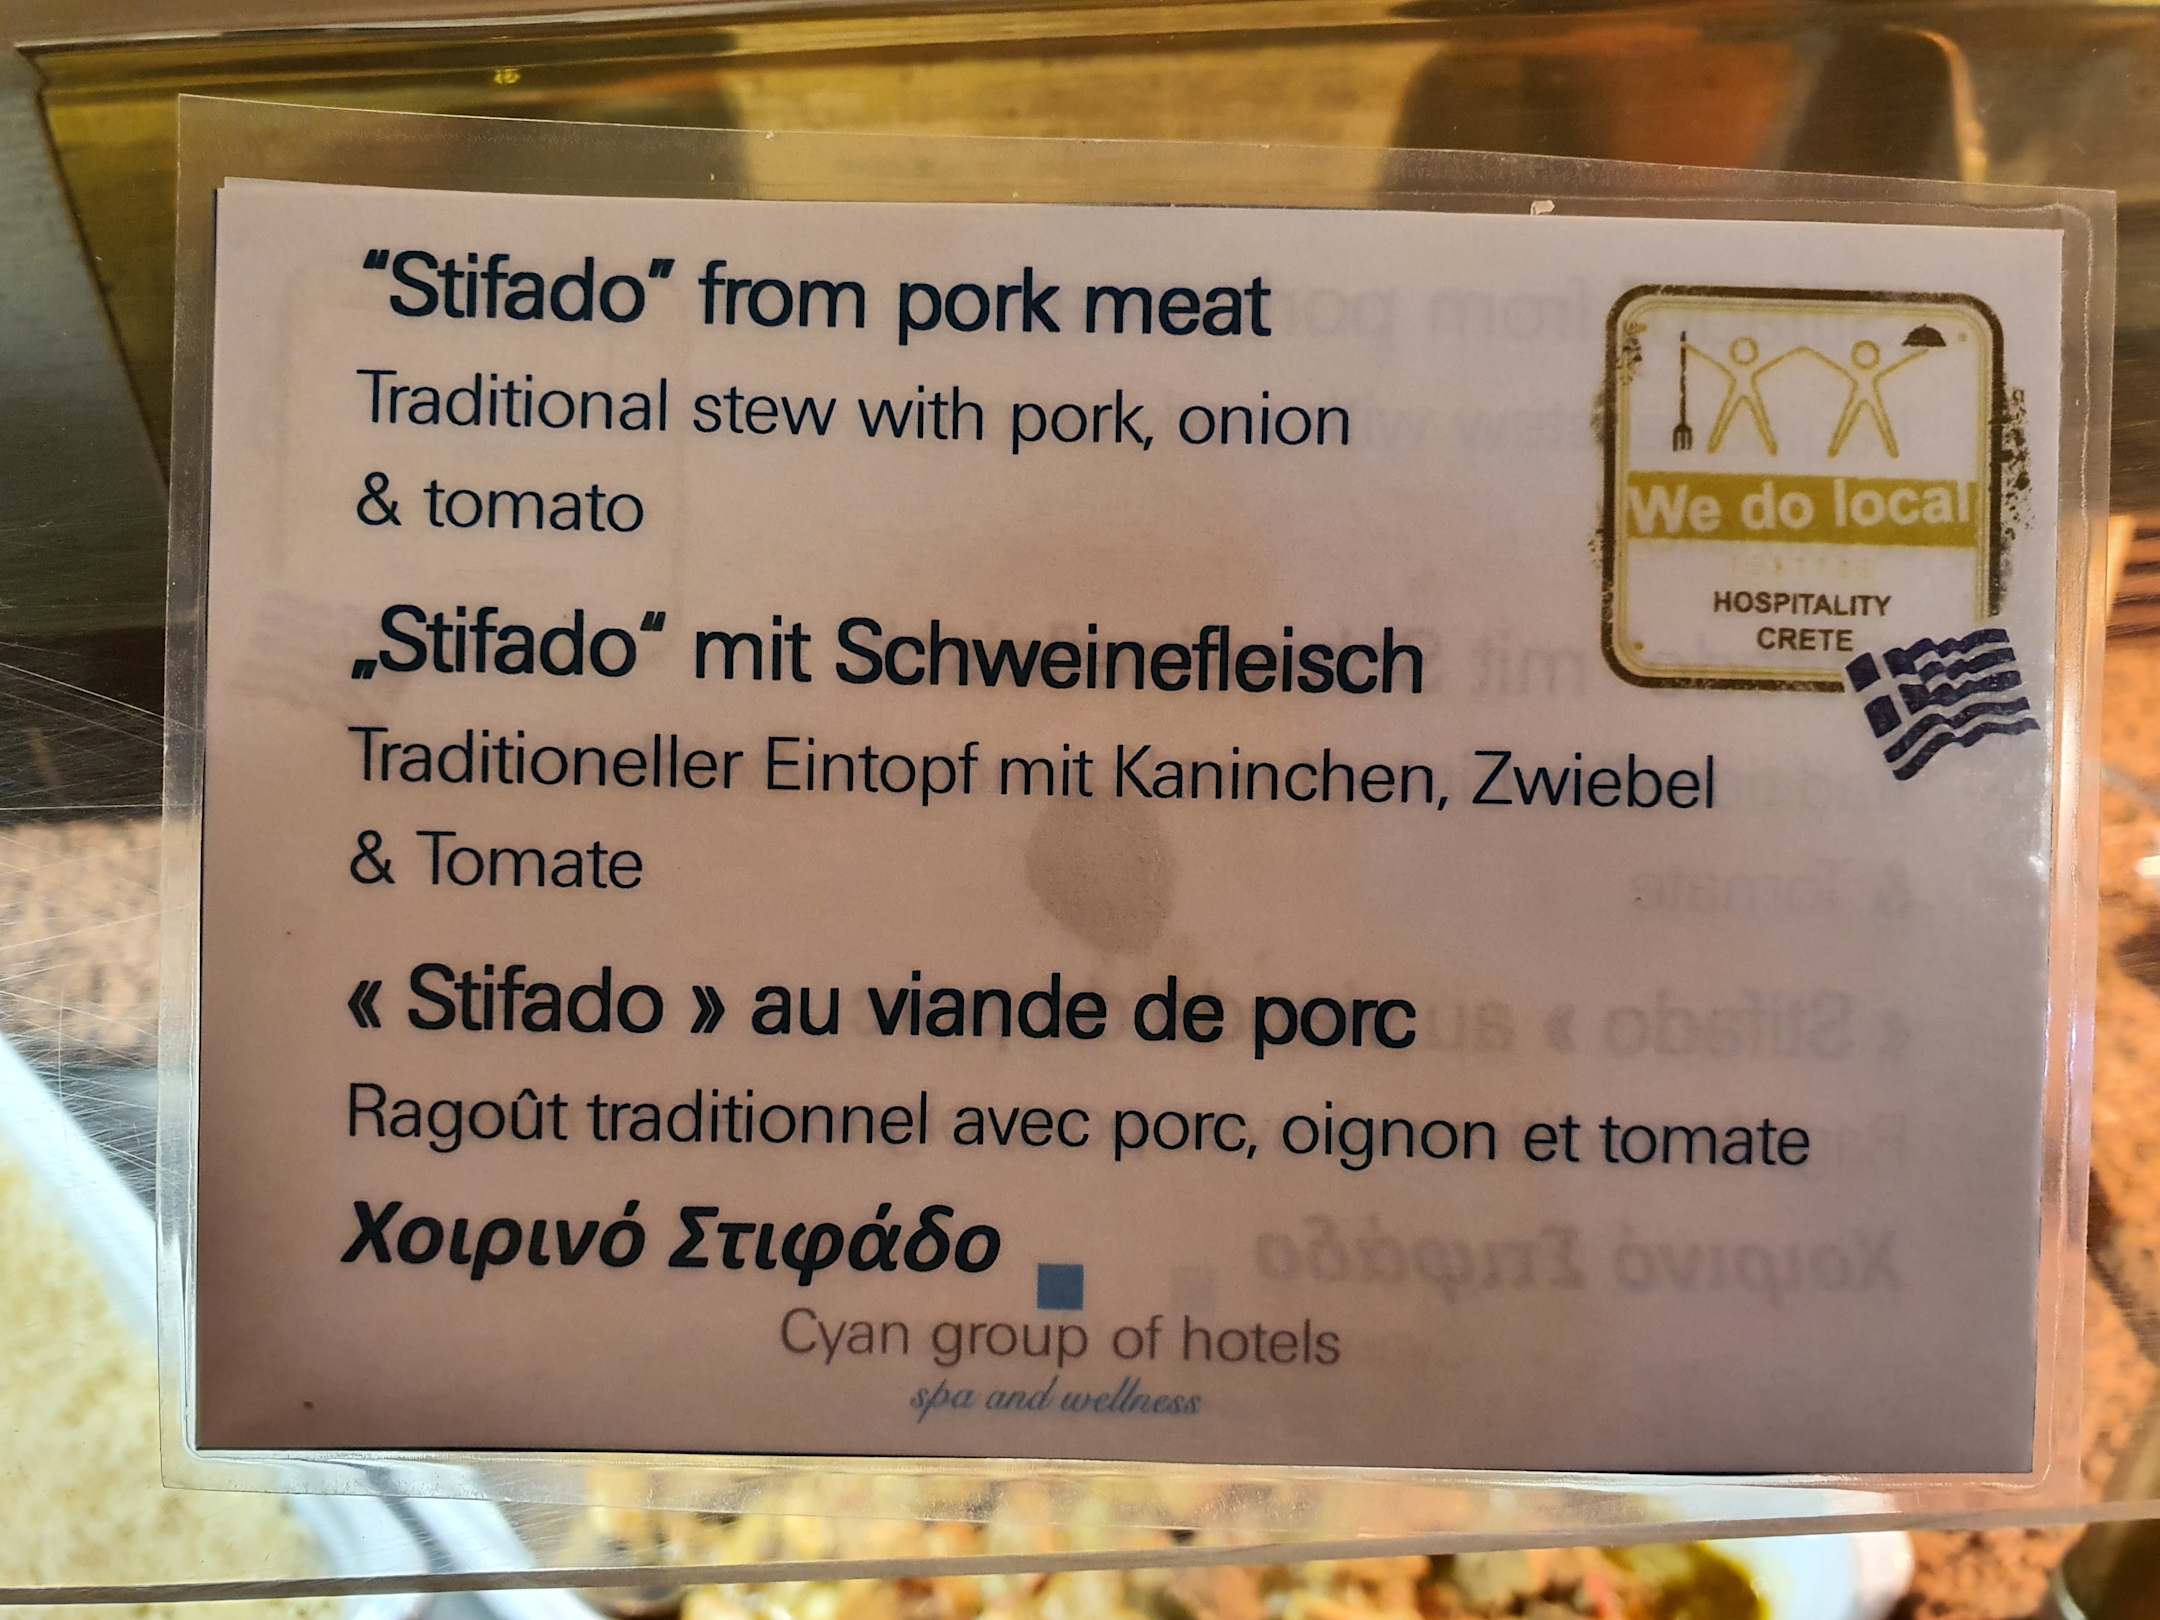 “Stifado” from pork meat
Traditional stew with pork, onion
& tomato
We do local
HOSPITALITY
CRETE
„Stifado“ mit Schweinefleisch
Traditioneller Eintopf mit Kaninchen, Zwiebel
& Tomate
« Stifado » au viande de porc
Ragoût traditionnel avec porc, oignon et tomate
Χοιρινό Στιφάδο
Cyan group of hotels
spa and wellness